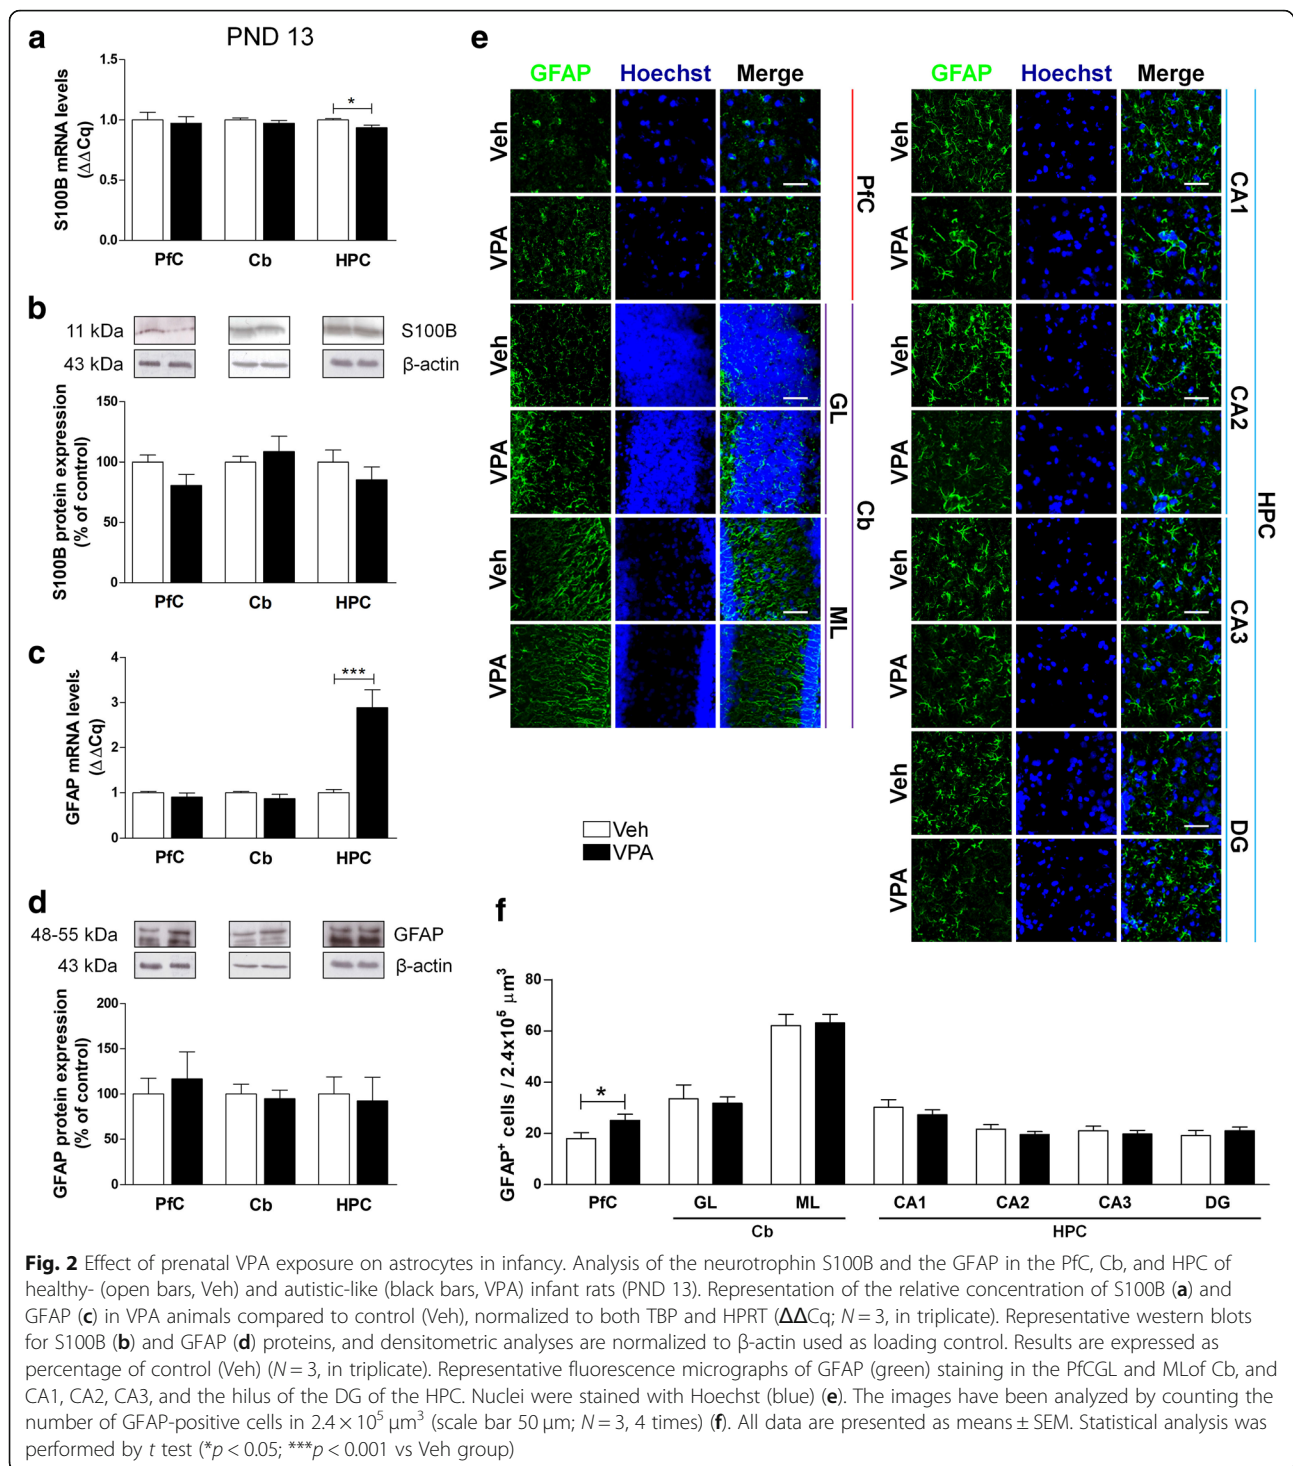 a
PND 13
S100B mRNA levels
(ΔΔCq)
1.5
1.0
0.5
0.0
PfC Cb HPC
*
b
11 kDa
S100B
43 kDa
β-actin
S100B protein expression
(% of control)
150
100
50
0
PfC Cb HPC
c
GFAP mRNA levels
(ΔΔCq)
4
3
2
1
0
***
PfC Cb HPC
d
48-55 kDa
GFAP
43 kDa
β-actin
GFAP protein expression
(% of control)
200
150
100
50
0
PfC Cb HPC
e
GFAP Hoechst Merge
Veh
VPA
PfC
Veh
VPA
GL
Veh
VPA
ML
Cb
GFAP Hoechst Merge
Veh
VPA
CA1
Veh
VPA
CA2
Veh
VPA
CA3
Veh
VPA
DG
HPC
Veh
VPA
f
GFAP⁺ cells / 2.4x10⁵ µm³
80
60
40
20
0
*
PfC GL ML CA1 CA2 CA3 DG
Cb HPC
Fig. 2 Effect of prenatal VPA exposure on astrocytes in infancy. Analysis of the neurotrophin S100B and the GFAP in the PfC, Cb, and HPC of
healthy- (open bars, Veh) and autistic-like (black bars, VPA) infant rats (PND 13). Representation of the relative concentration of S100B (a) and
GFAP (c) in VPA animals compared to control (Veh), normalized to both TBP and HPRT (ΔΔCq; N = 3, in triplicate). Representative western blots
for S100B (b) and GFAP (d) proteins, and densitometric analyses are normalized to β-actin used as loading control. Results are expressed as
percentage of control (Veh) (N = 3, in triplicate). Representative fluorescence micrographs of GFAP (green) staining in the PfCGL and MLof Cb, and
CA1, CA2, CA3, and the hilus of the DG of the HPC. Nuclei were stained with Hoechst (blue) (e). The images have been analyzed by counting the
number of GFAP-positive cells in 2.4 × 10⁵ µm³ (scale bar 50 µm; N = 3, 4 times) (f). All data are presented as means ± SEM. Statistical analysis was
performed by t test (*p < 0.05; ***p < 0.001 vs Veh group)